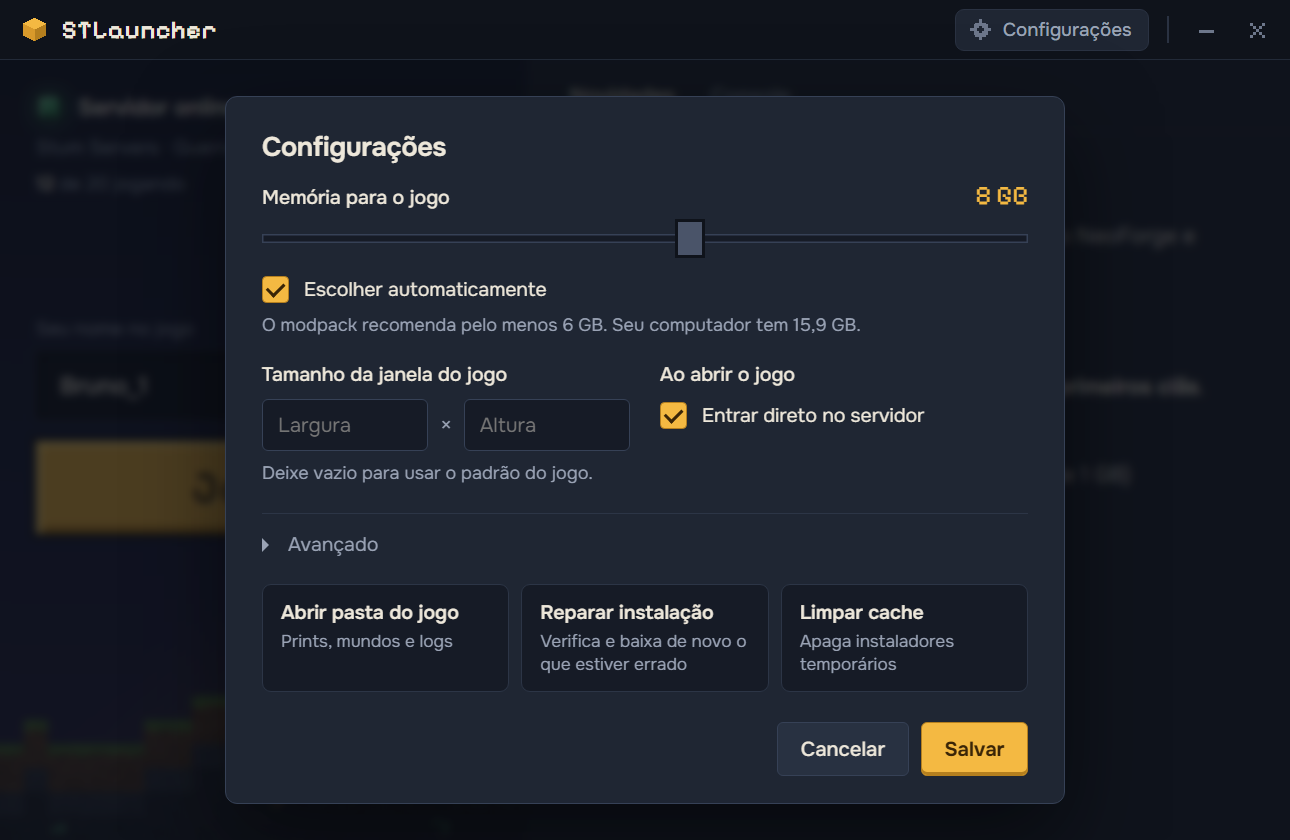 STLauncher
Configurações
Servidor online
Bruno_1
Configurações
Memória para o jogo
8 GB
Escolher automaticamente
O modpack recomenda pelo menos 6 GB. Seu computador tem 15,9 GB.
Tamanho da janela do jogo
Ao abrir o jogo
Largura
×
Altura
Entrar direto no servidor
Deixe vazio para usar o padrão do jogo.
Avançado
Abrir pasta do jogo
Prints, mundos e logs
Reparar instalação
Verifica e baixa de novo o
que estiver errado
Limpar cache
Apaga instaladores
temporários
Cancelar
Salvar